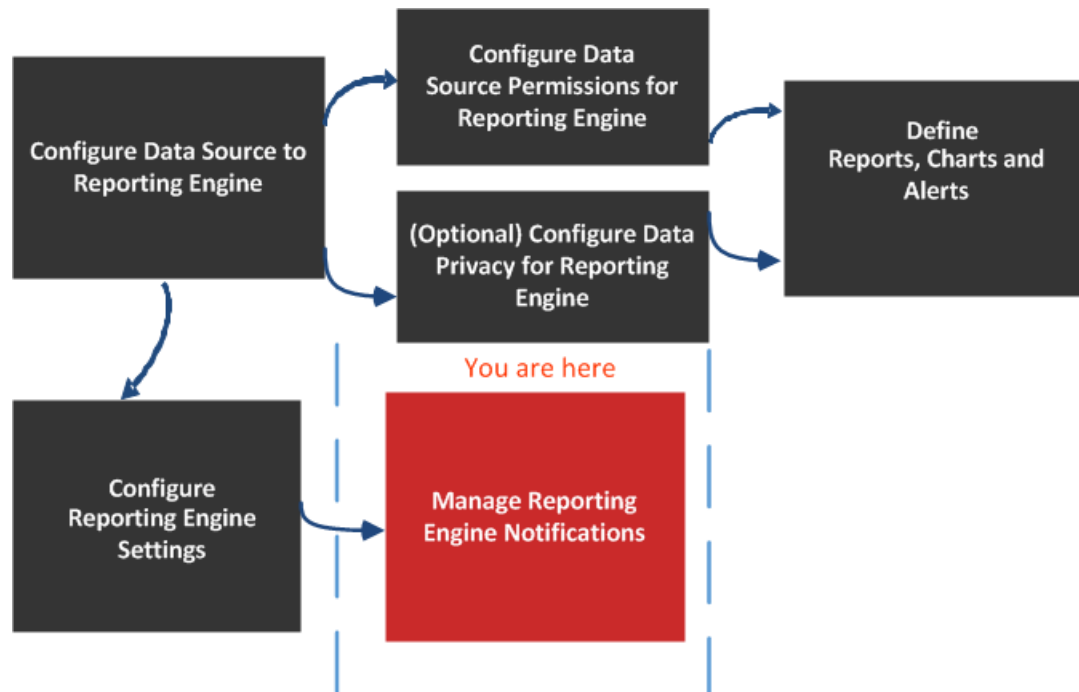 Configure Data Source to
Reporting Engine
Configure Data
Source Permissions for
Reporting Engine
(Optional) Configure Data
Privacy for Reporting
Engine
Define
Reports, Charts and
Alerts
You are here
Configure
Reporting Engine
Settings
Manage Reporting
Engine Notifications